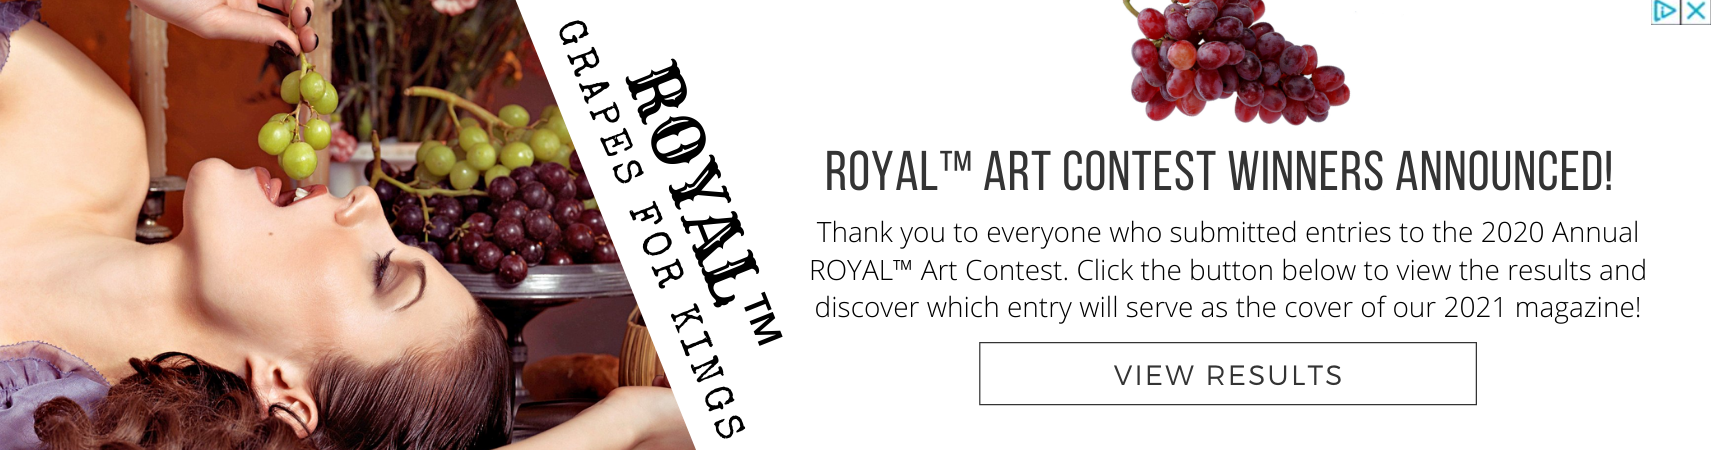 ROYAL™
GRAPES FOR KINGS
ROYAL™ ART CONTEST WINNERS ANNOUNCED!
Thank you to everyone who submitted entries to the 2020 Annual
ROYAL™ Art Contest. Click the button below to view the results and
discover which entry will serve as the cover of our 2021 magazine!
VIEW RESULTS